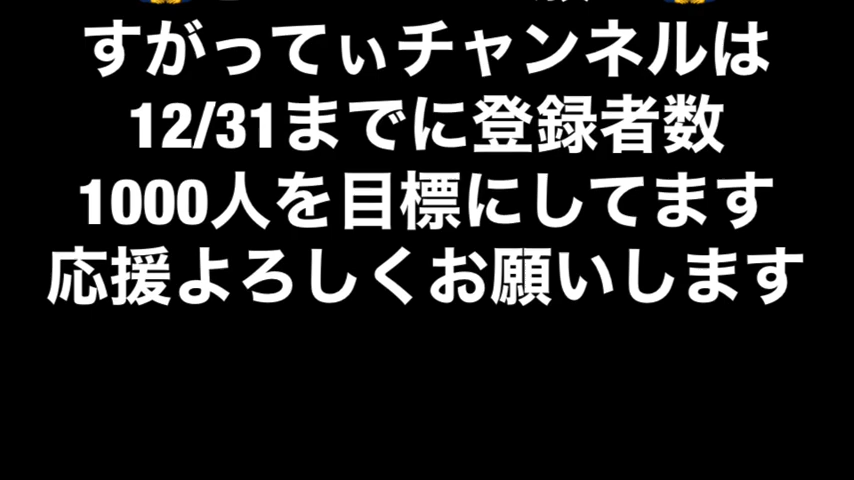 すがってぃチャンネルは
12/31までに登録者数
1000人を目標にしてます
応援よろしくお願いします